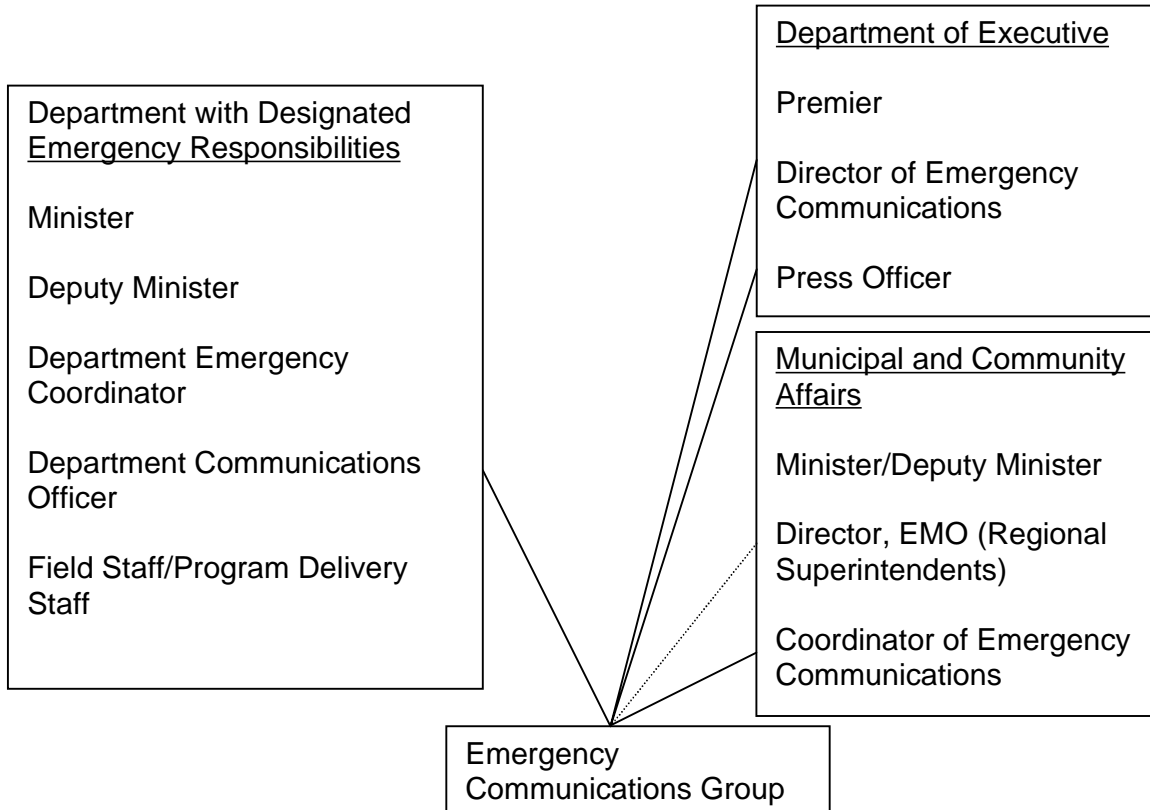 Department with Designated
Emergency Responsibilities
Minister
Deputy Minister
Department Emergency
Coordinator
Department Communications
Officer
Field Staff/Program Delivery
Staff
Department of Executive
Premier
Director of Emergency
Communications
Press Officer
Municipal and Community
Affairs
Minister/Deputy Minister
Director, EMO (Regional
Superintendents)
Coordinator of Emergency
Communications
Emergency
Communications Group